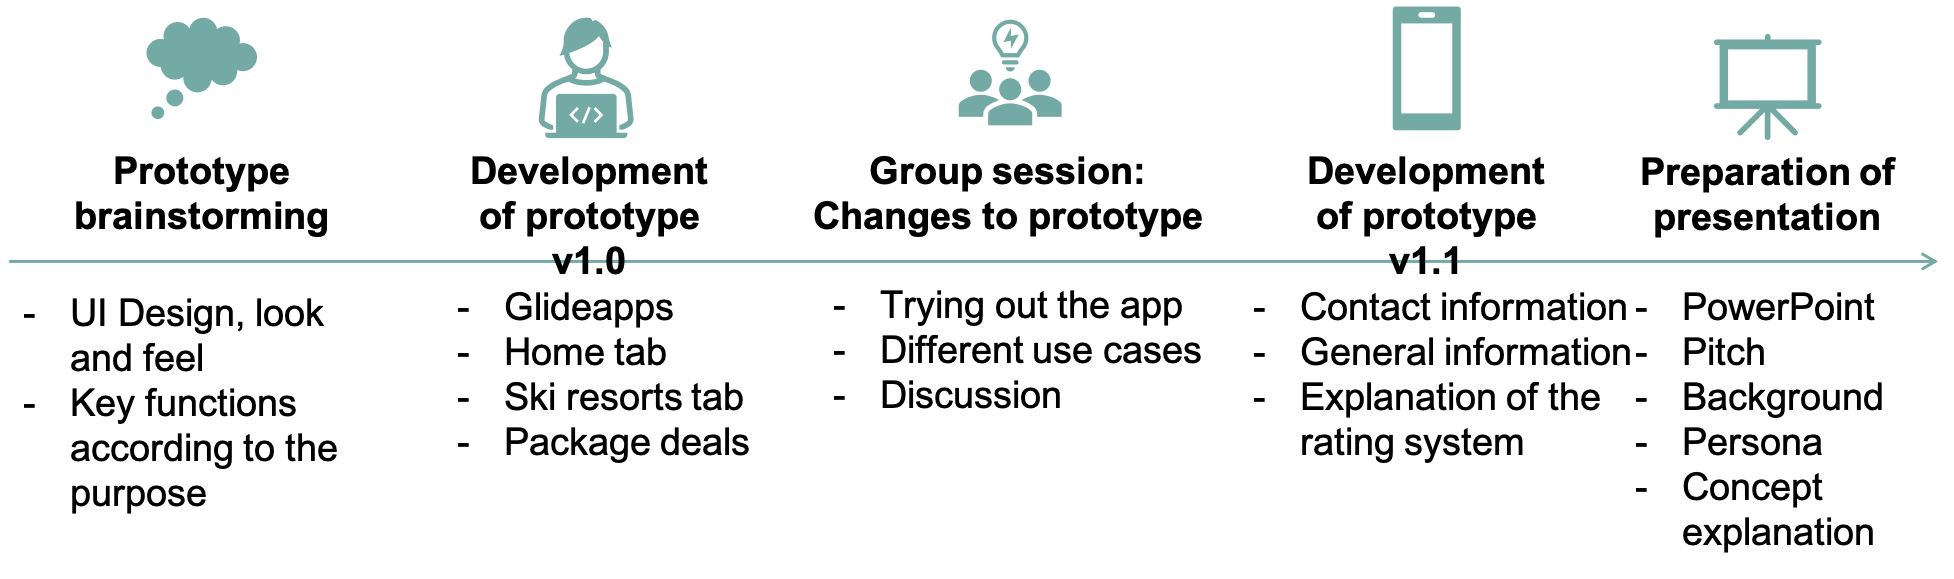 Prototype
brainstorming
- UI Design, look
and feel
- Key functions
according to the
purpose
</>
Development
of prototype
v1.0
- Glideapps
- Home tab
- Ski resorts tab
- Package deals
Group session:
Changes to prototype
- Trying out the app
- Different use cases
- Discussion
Development
of prototype
v1.1
- Contact information
- General information
- Explanation of the
rating system
Preparation of
presentation
- PowerPoint
- Pitch
- Background
- Persona
- Concept
explanation